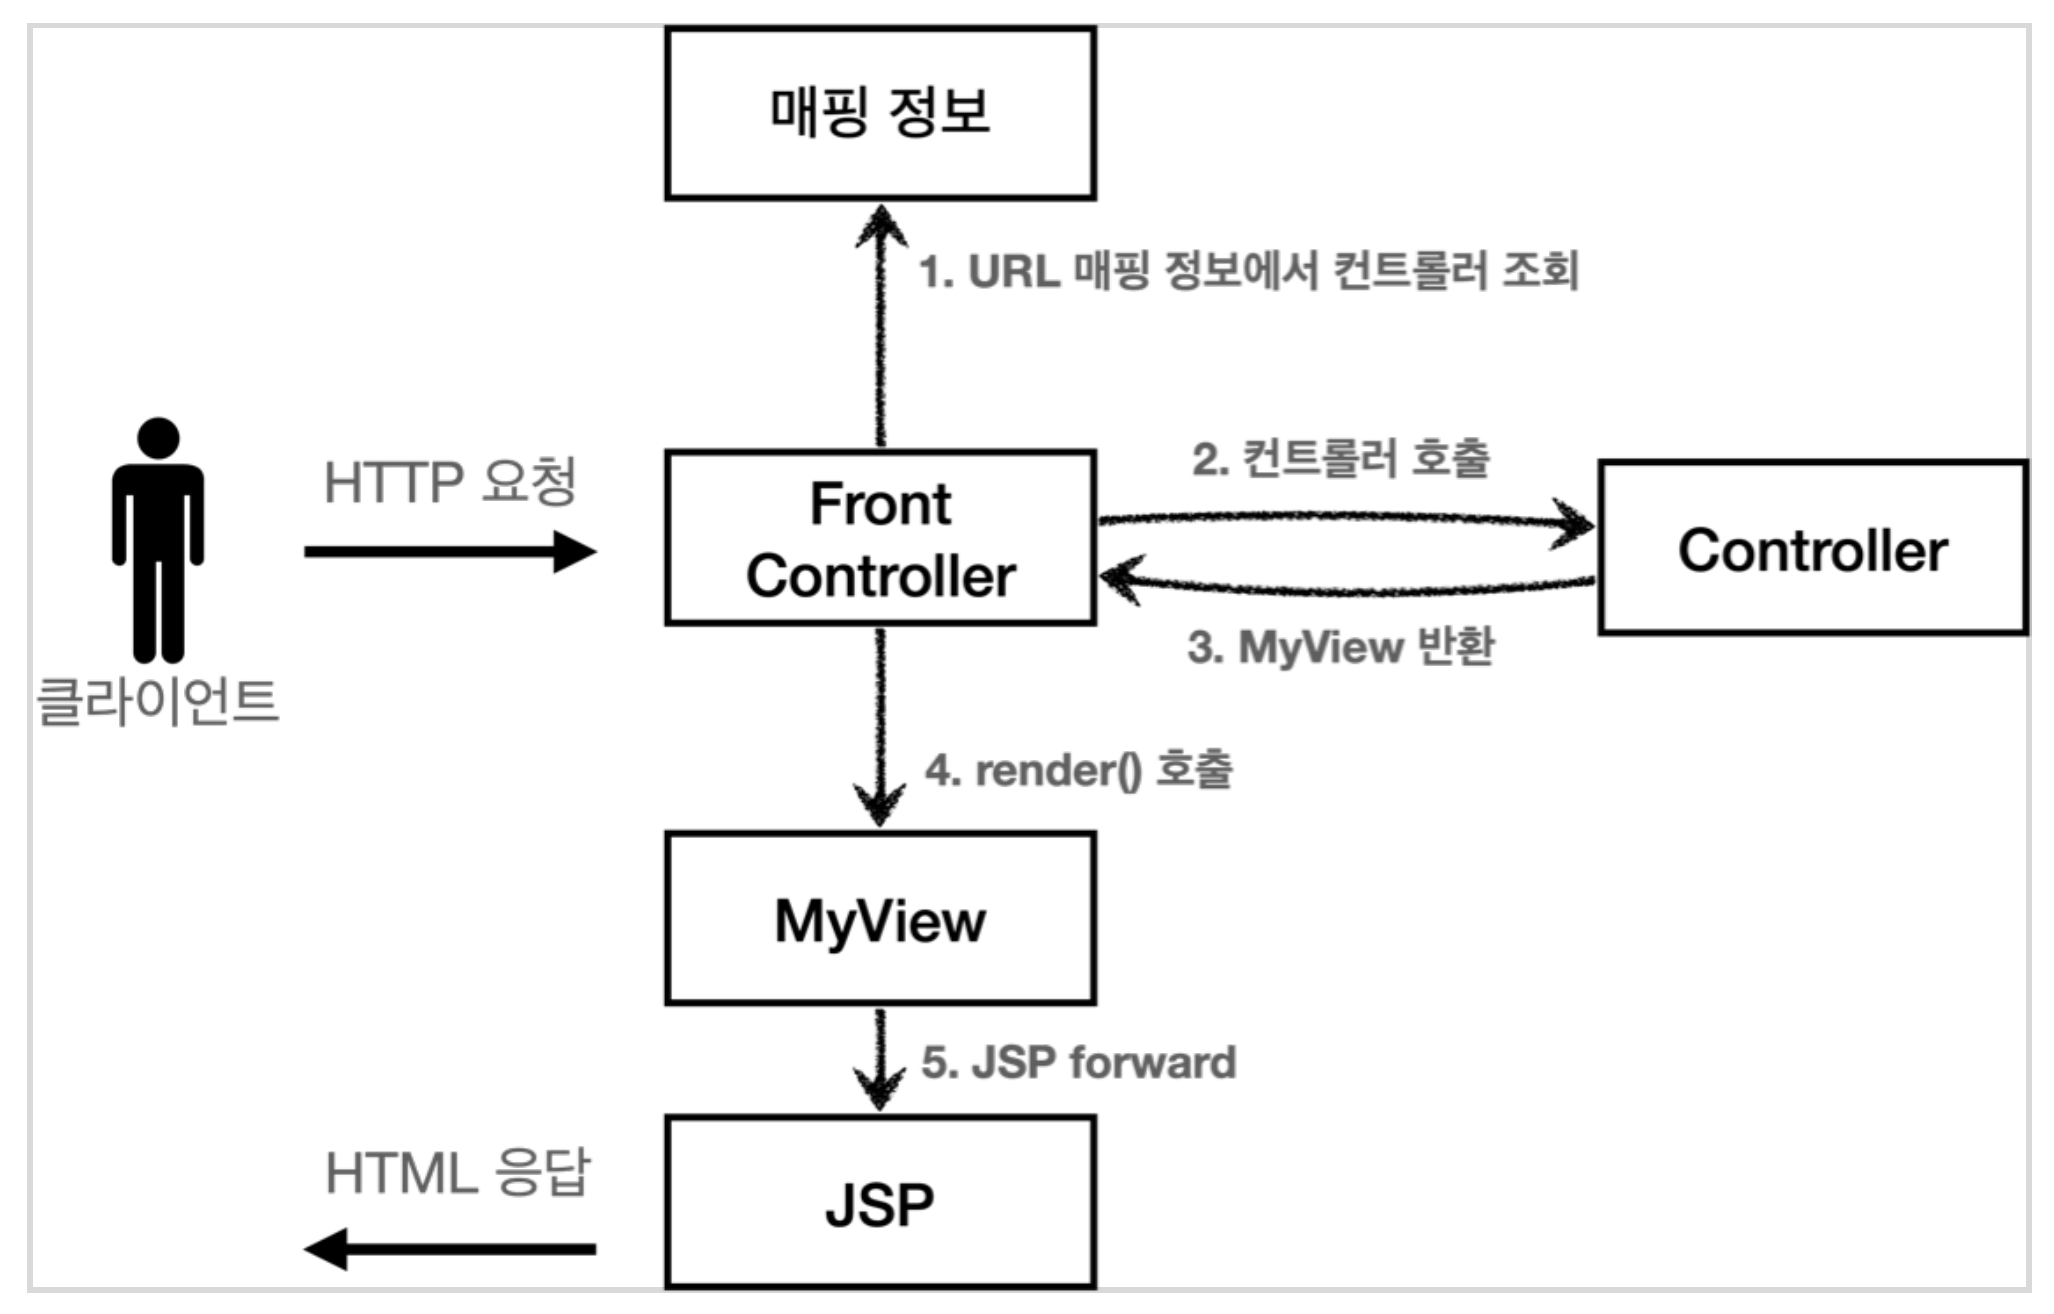 매핑 정보
1. URL 매핑 정보에서 컨트롤러 조회
HTTP 요청
클라이언트
Front
Controller
2. 컨트롤러 호출
3. MyView 반환
Controller
4. render() 호출
MyView
5. JSP forward
JSP
HTML 응답